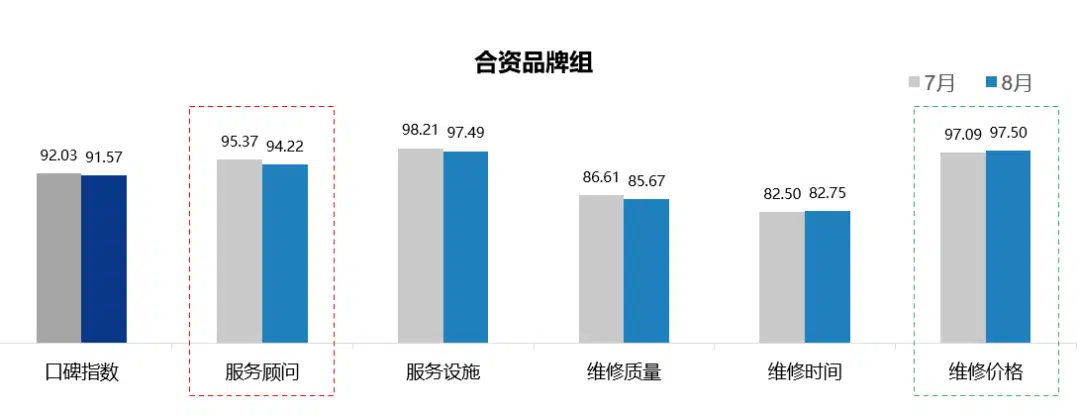 合资品牌组
7月 8月
92.03 91.57
95.37 94.22
98.21 97.49
86.61 85.67
82.50 82.75
97.09 97.50
口碑指数 服务顾问 服务设施 维修质量 维修时间 维修价格